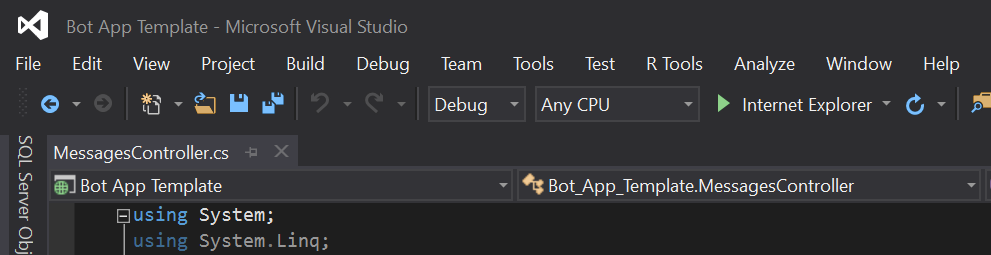 Bot App Template - Microsoft Visual Studio
File Edit View Project Build Debug Team Tools Test R Tools Analyze Window Help
Debug Any CPU Internet Explorer
SQL Server Obj
MessagesController.cs
Bot App Template Bot_App_Template.MessagesController
using System;
using System.Linq;